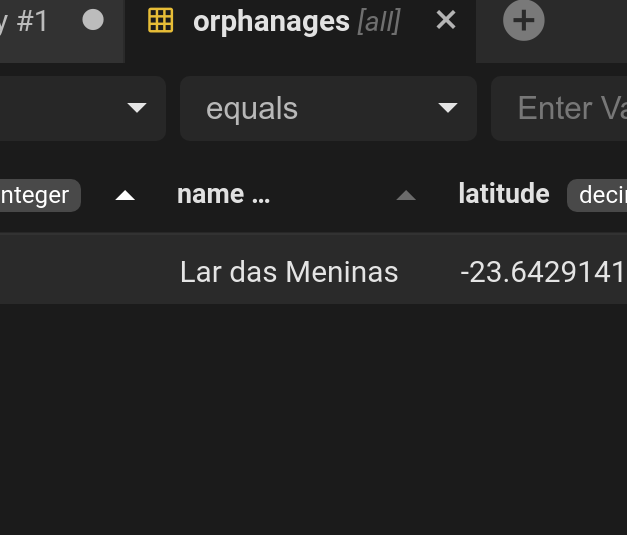 y #1 orphanages [all]
equals Enter Va
nteger name ... latitude deci
Lar das Meninas -23.6429141